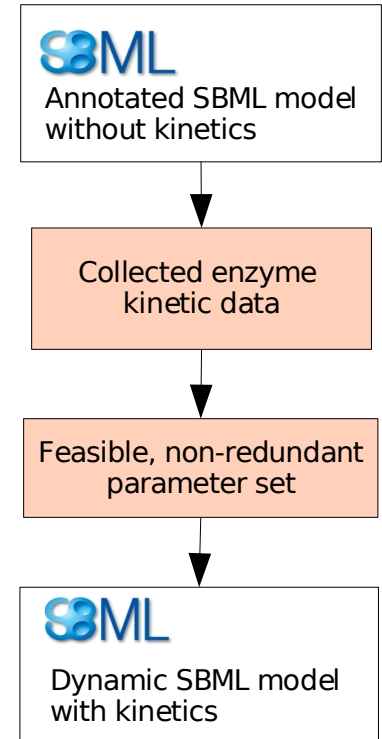 SBML
Annotated SBML model
without kinetics
Collected enzyme
kinetic data
Feasible, non-redundant
parameter set
SBML
Dynamic SBML model
with kinetics